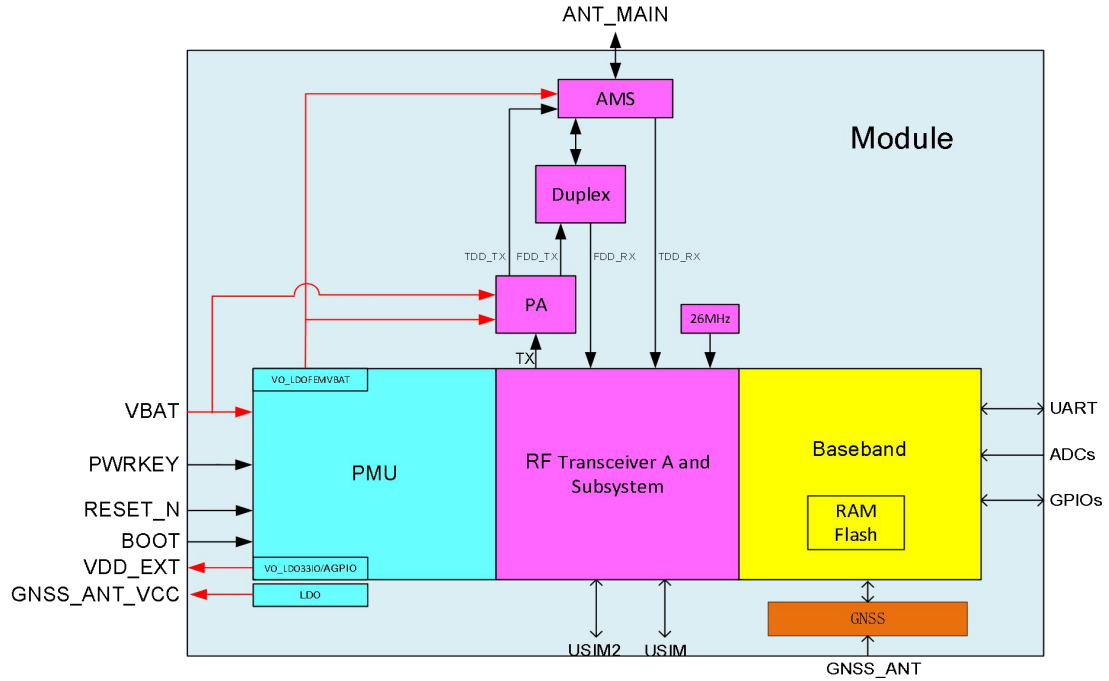 ANT_MAIN
AMS
Module
Duplex
TDD_TX
FDD_TX
FDD_RX
TDD_RX
PA
26MHz
TX
VO_LDOFEMVBAT
VBAT
UART
PWRKEY
PMU
RF Transceiver A and
Subsystem
Baseband
ADCs
RESET_N
GPIOs
RAM
Flash
BOOT
VDD_EXT
VO_LDO33IO/AGPIO
GNSS_ANT_VCC
LDO
GNSS
USIM2
USIM
GNSS_ANT